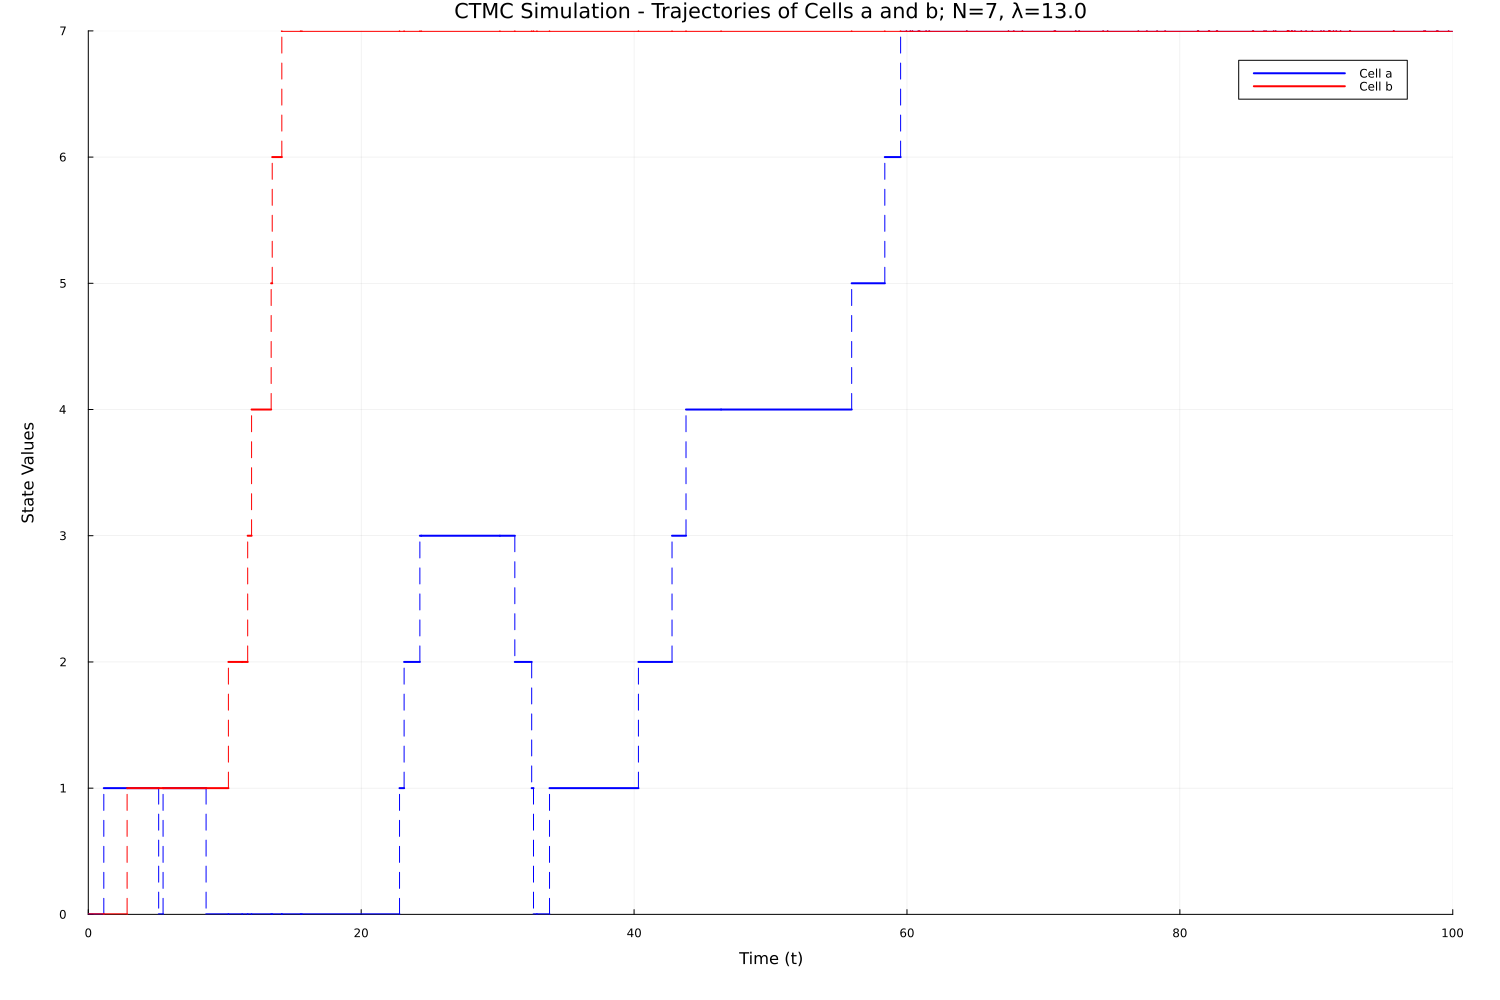 CTMC Simulation - Trajectories of Cells a and b; N=7, λ=13.0
7
Cell a
Cell b
6
5
4
State Values
3
2
1
0
0 20 40 60 80 100
Time (t)